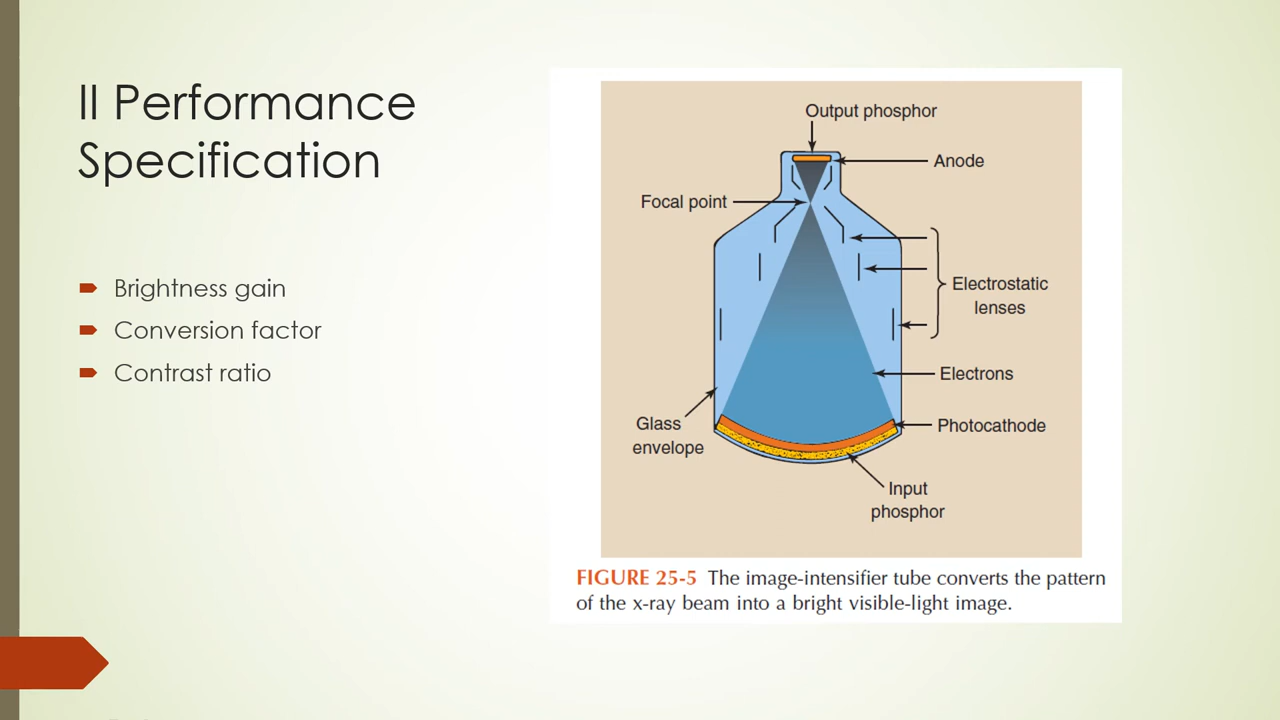 II Performance
Specification
Brightness gain
Conversion factor
Contrast ratio
Output phosphor
Anode
Focal point
Electrostatic
lenses
Electrons
Glass
envelope
Photocathode
Input
phosphor
FIGURE 25-5 The image-intensifier tube converts the pattern
of the x-ray beam into a bright visible-light image.